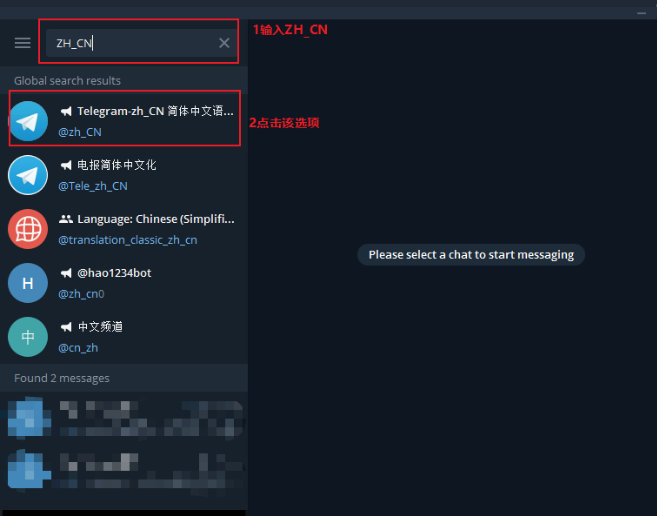 ZH_CN
1输入ZH_CN
Global search results
Telegram-zh_CN 简体中文语...
@zh_CN
2点击该选项
电报简体中文化
@Tele_zh_CN
Language: Chinese (Simplifi...
@translation_classic_zh_cn
Please select a chat to start messaging
H
@hao1234bot
@zh_cn0
中
中文频道
@cn_zh
Found 2 messages